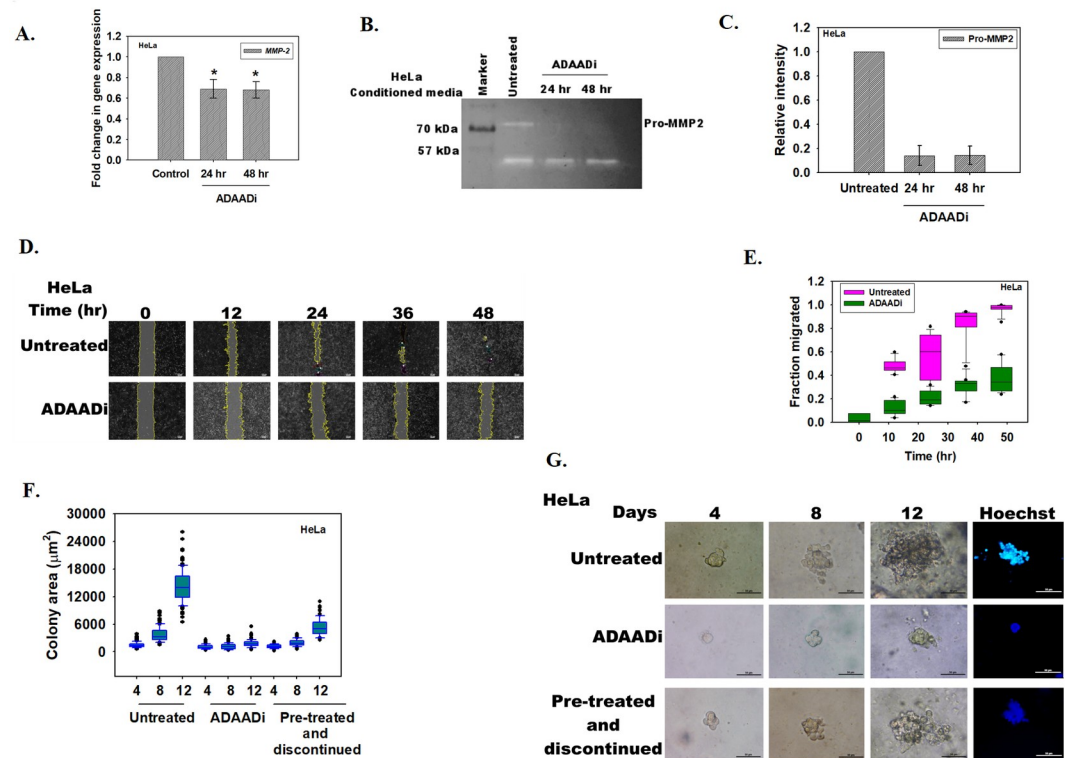 A.
HeLa
MMP-2
Fold change in gene expression
1.2
1.0
0.8
0.6
0.4
0.2
0.0
*
*
Control 24 hr 48 hr
ADAADi
B.
HeLa
Conditioned media
Marker
Untreated
ADAADi
24 hr 48 hr
70 kDa
57 kDa
Pro-MMP2
C.
HeLa
Pro-MMP2
Relative intensity
1.2
1.0
0.8
0.6
0.4
0.2
0.0
Untreated 24 hr 48 hr
ADAADi
D.
HeLa
Time (hr) 0 12 24 36 48
Untreated
ADAADi
E.
HeLa
Untreated
ADAADi
Fraction migrated
1.2
1.0
0.8
0.6
0.4
0.2
0.0
0 10 20 30 40 50
Time (hr)
F.
HeLa
Colony area (μm²)
30000
24000
18000
12000
6000
0
4 8 12 4 8 12 4 8 12
Untreated ADAADi Pre-treated
and
discontinued
G.
HeLa
Days 4 8 12 Hoechst
Untreated
ADAADi
Pre-treated
and
discontinued